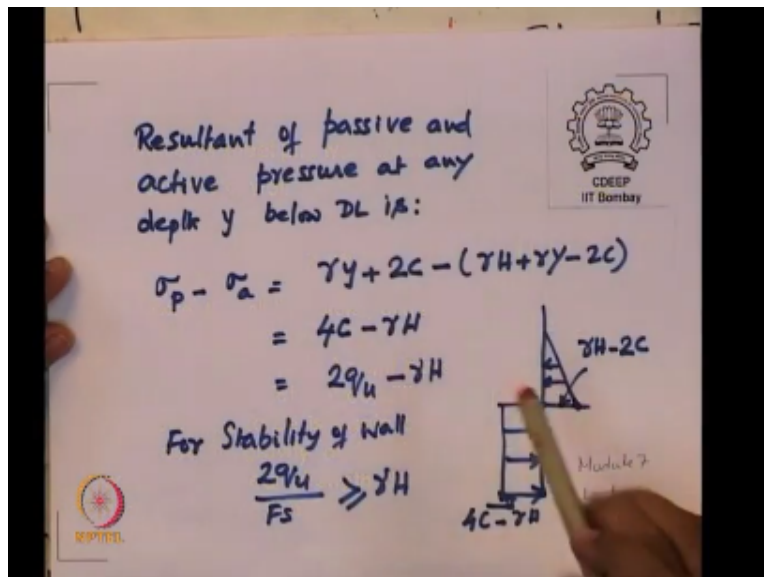 Resultant of passive and
active pressure at any
depth y below DL is:
σp - σa = γy + 2C - (γH + γy - 2C)
= 4C - γH
= 2qu - γH
γH - 2C
For Stability of Wall
2qu
Fs
≥ γH
4C - γH
Module 7
CDEEP
IIT Bombay
NPTEL